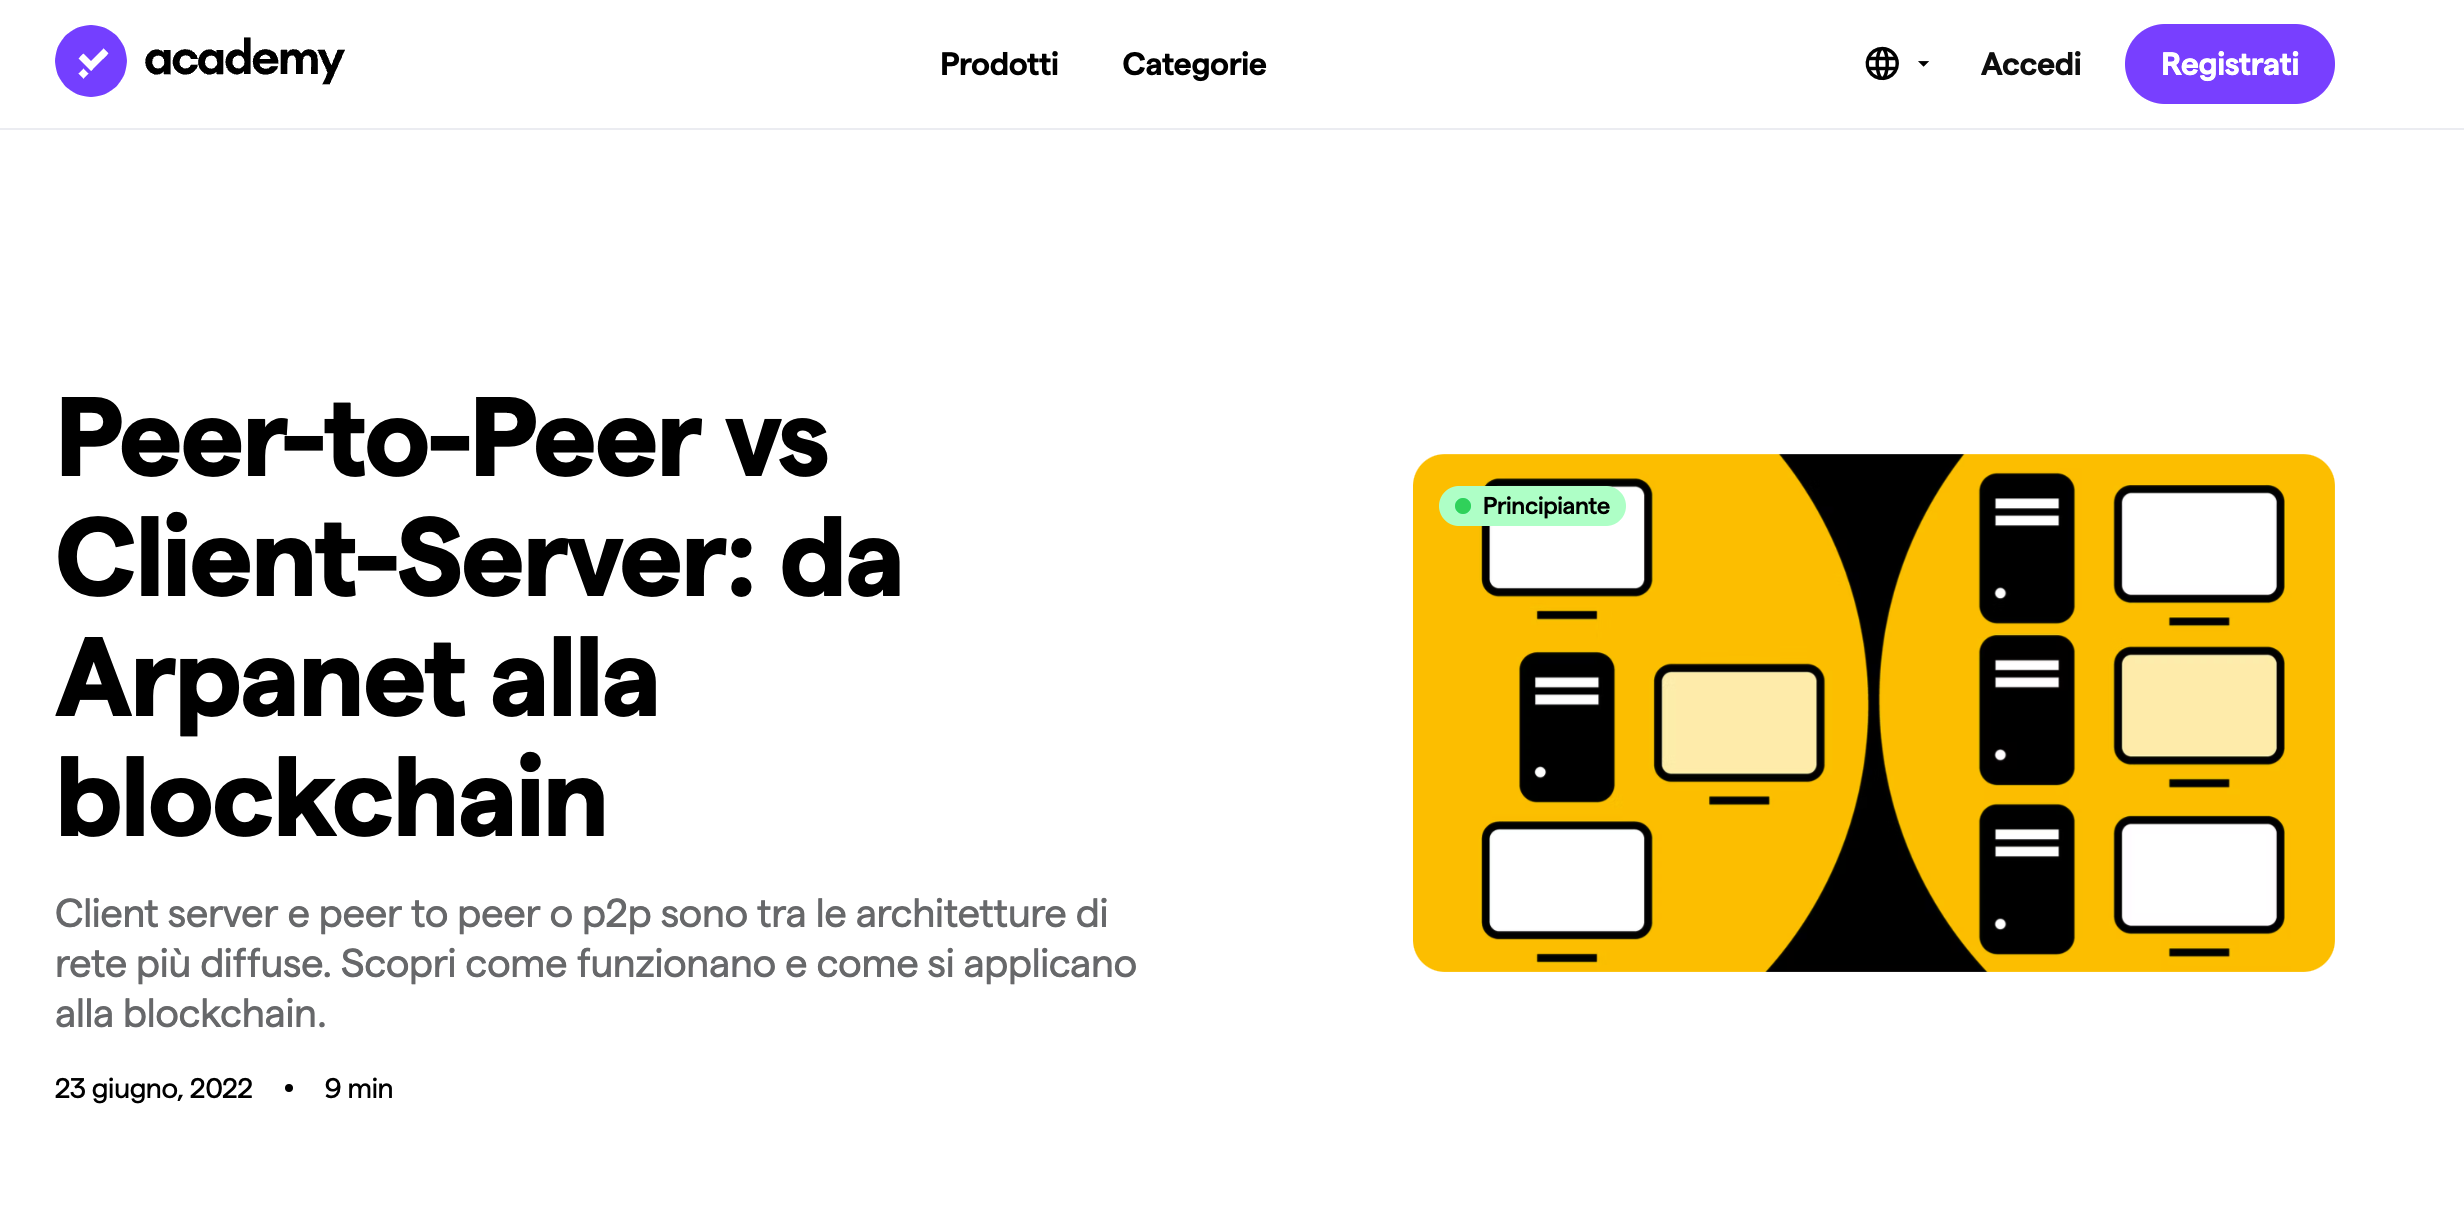 academy
Prodotti
Categorie
Accedi
Registrati
Peer-to-Peer vs
Client-Server: da
Arpanet alla
blockchain
Client server e peer to peer o p2p sono tra le architetture di
rete più diffuse. Scopri come funzionano e come si applicano
alla blockchain.
23 giugno, 2022 • 9 min
Principiante